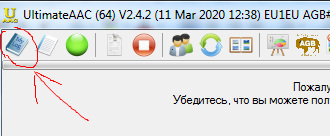 UltimateAAC (64) V2.4.2 (11 Mar 2020 12:38) EU1EU AGB#
AGB
Пожалу
Убедитесь, что вы можете пол